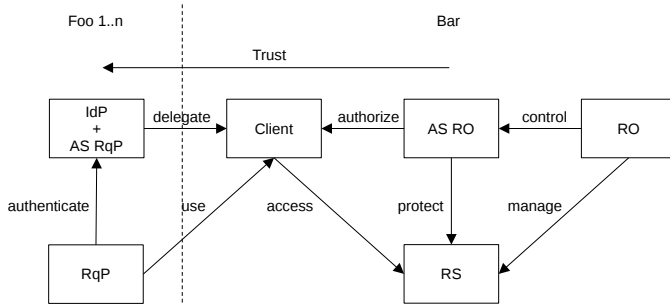 Foo 1..n
Bar
Trust
IdP
+
AS RqP
delegate
Client
authorize
AS RO
control
RO
authenticate
use
access
protect
manage
RqP
RS